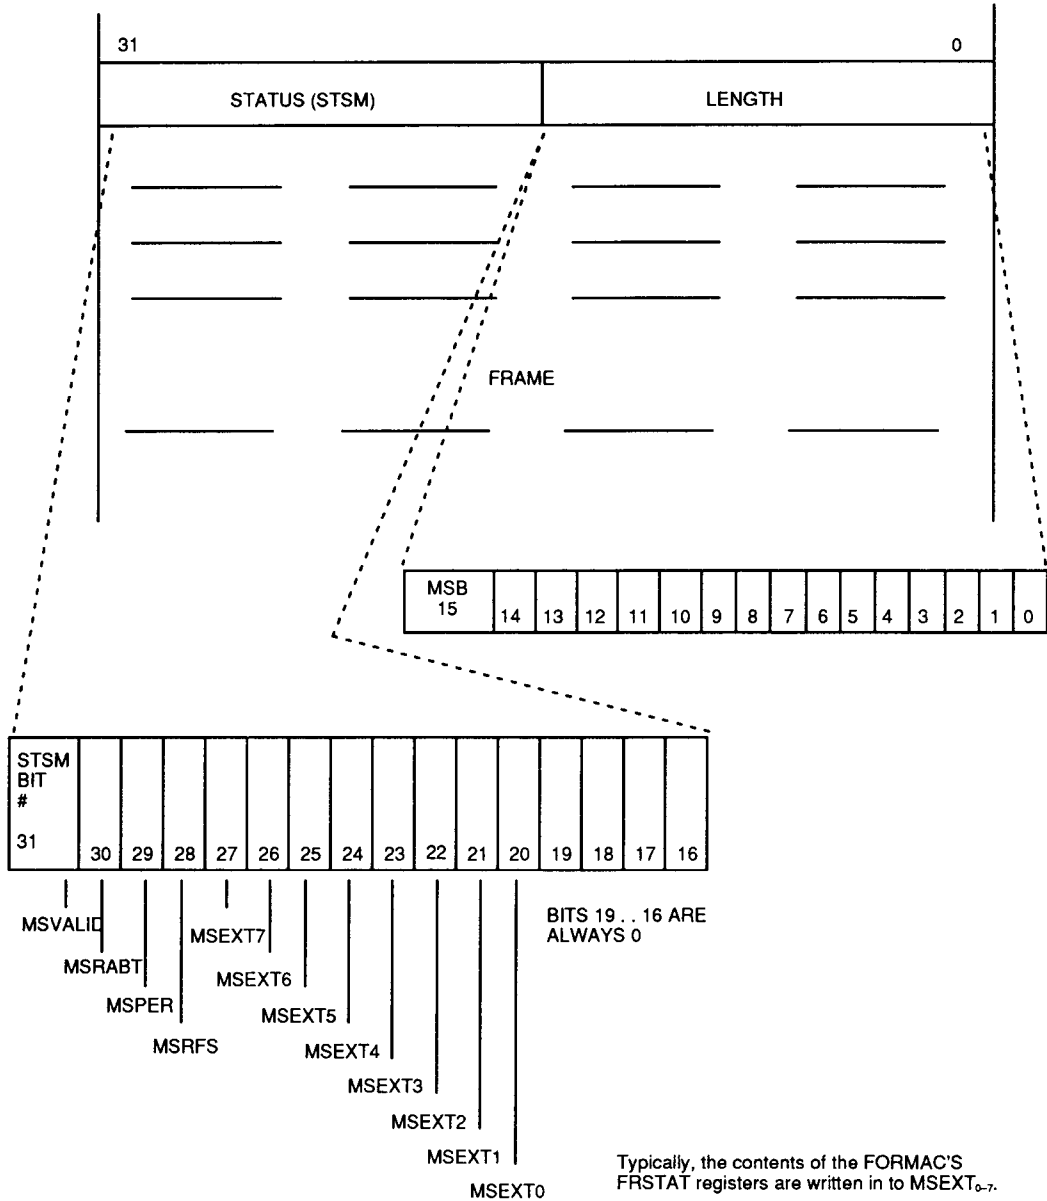 31 0
STATUS (STSM) LENGTH
FRAME
MSB
15 14 13 12 11 10 9 8 7 6 5 4 3 2 1 0
STSM
BIT
#
31 30 29 28 27 26 25 24 23 22 21 20 19 18 17 16
MSVALID
MSRABT
MSPER
MSRFS
MSEXT7
MSEXT6
MSEXT5
MSEXT4
MSEXT3
MSEXT2
MSEXT1
MSEXT0
BITS 19 . . 16 ARE
ALWAYS 0
Typically, the contents of the FORMAC'S
FRSTAT registers are written in to MSEXT₀₋₇.